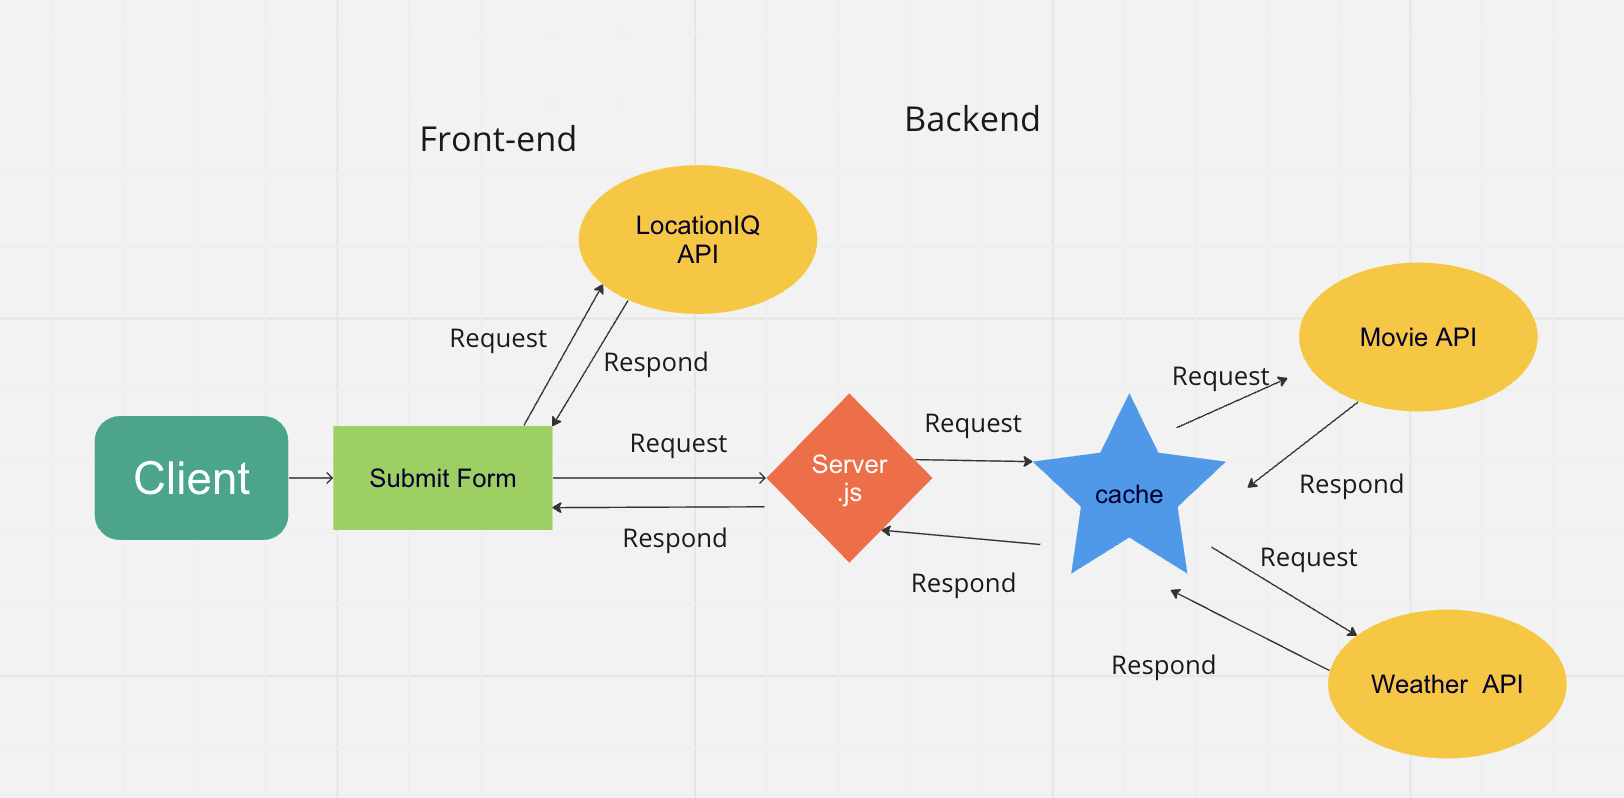 Front-end
Backend
LocationIQ
API
Request
Respond
Client
Submit Form
Request
Respond
Server
.js
Request
Respond
cache
Request
Respond
Movie API
Request
Respond
Weather  API